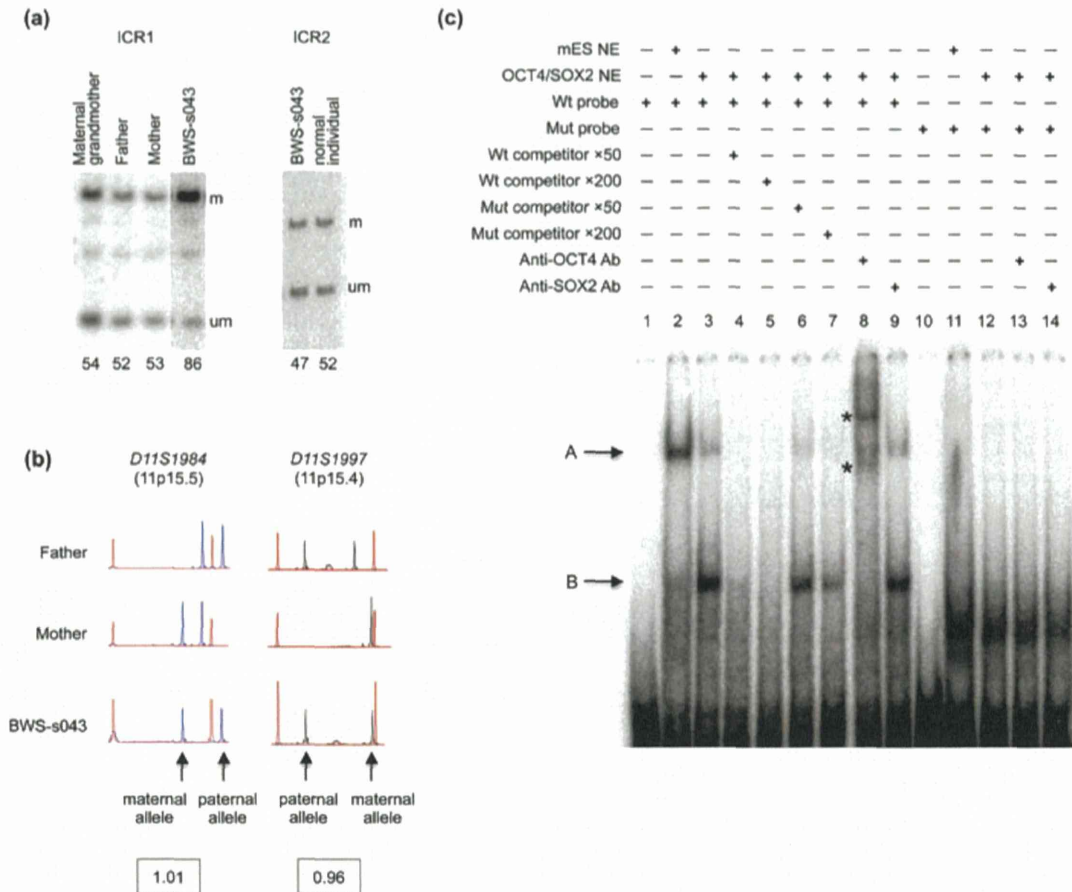 (a)
ICR1
ICR2
Maternal
grandmother
Father
Mother
BWS-s043
BWS-s043
normal
individual
m
um
m
um
54 52 53 86
47 52
(b)
D11S1984
(11p15.5)
D11S1997
(11p15.4)
Father
Mother
BWS-s043
maternal
allele
paternal
allele
paternal
allele
maternal
allele
1.01
0.96
(c)
mES NE − + − − − − − − − − + − − −
OCT4/SOX2 NE − − + + + + + + + − − + + +
Wt probe + + + + + + + + + − − − − −
Mut probe − − − − − − − − − + + + + +
Wt competitor ×50 − − − + − − − − − − − − − −
Wt competitor ×200 − − − − + − − − − − − − − −
Mut competitor ×50 − − − − − + − − − − − − − −
Mut competitor ×200 − − − − − − + − − − − − − −
Anti-OCT4 Ab − − − − − − − + − − − − + −
Anti-SOX2 Ab − − − − − − − − + − − − − +
1 2 3 4 5 6 7 8 9 10 11 12 13 14
*
A
*
B